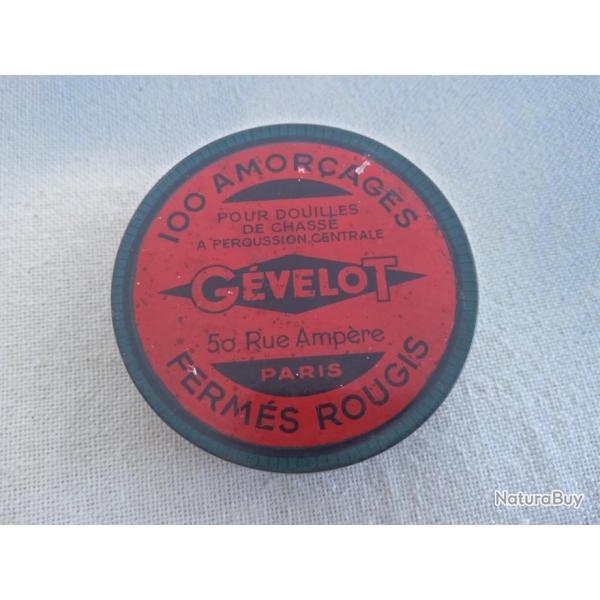 100 AMORÇAGES
POUR DOUILLES
DE CHASSE
A PERCUSSION CENTRALE
GÉVELOT
50, Rue Ampère
PARIS
FERMÉS ROUGIS
NaturaBuy